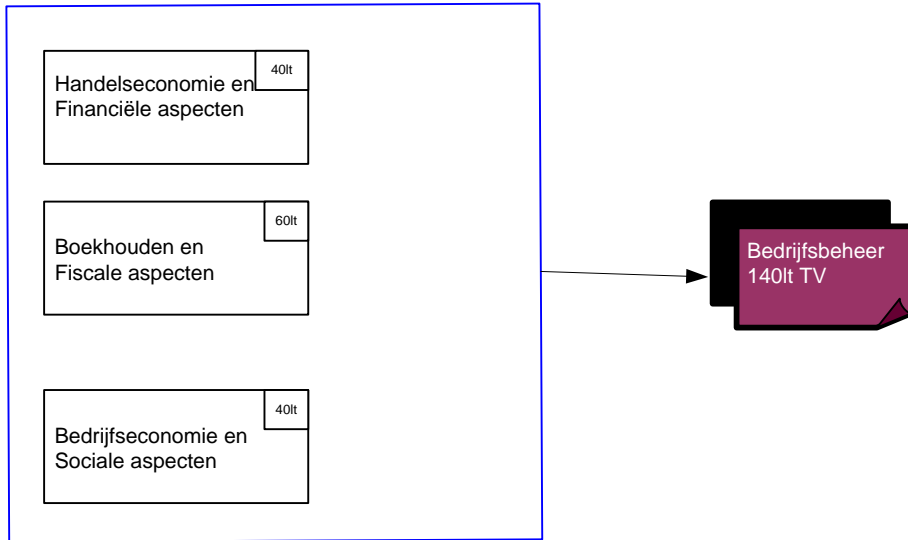 40lt
Handelseconomie en
Financiële aspecten
60lt
Boekhouden en
Fiscale aspecten
40lt
Bedrijfseconomie en
Sociale aspecten
Bedrijfsbeheer
140lt TV